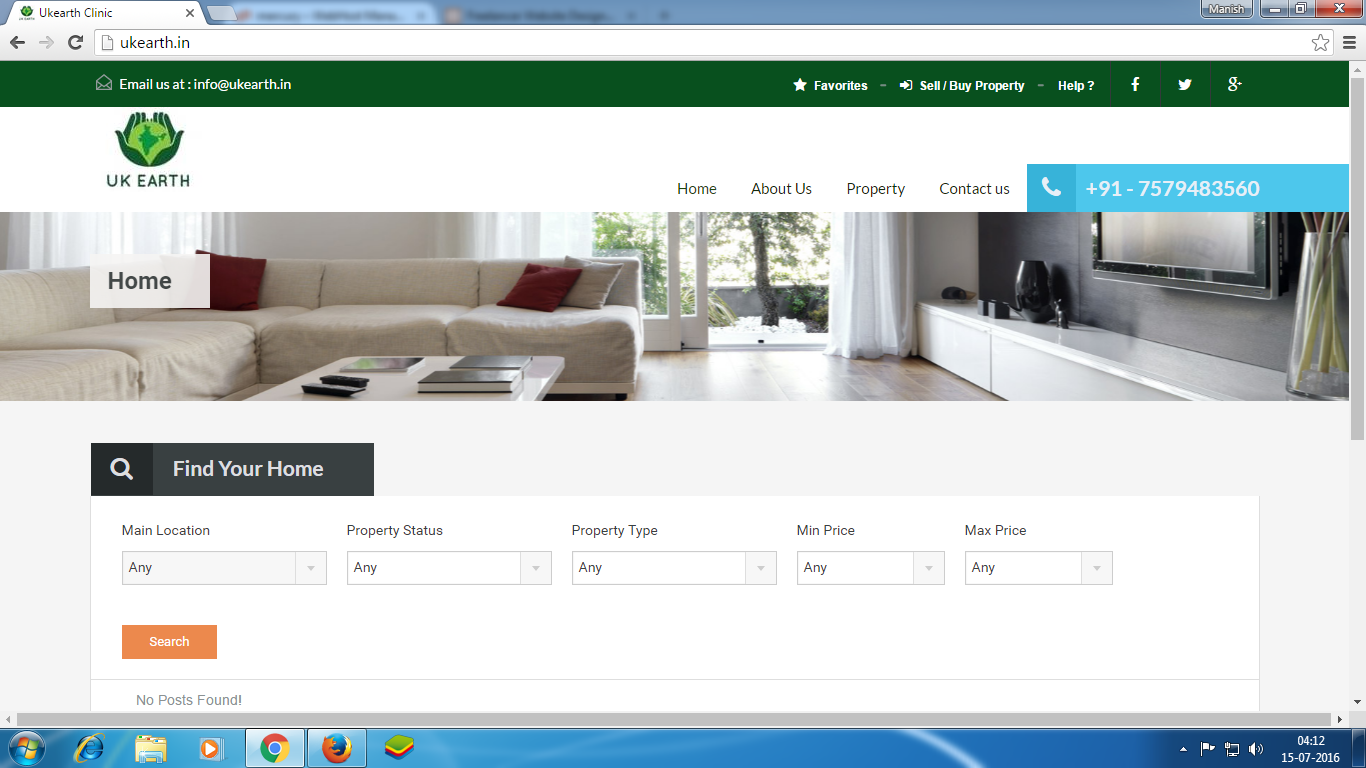 Ukearth Clinic
Manish
ukearth.in
Email us at : info@ukearth.in
Favorites – Sell / Buy Property – Help ?
UK EARTH
Home About Us Property Contact us +91 - 7579483560
Home
Find Your Home
Main Location Property Status Property Type Min Price Max Price
Any Any Any Any Any
Search
No Posts Found!
04:12
15-07-2016